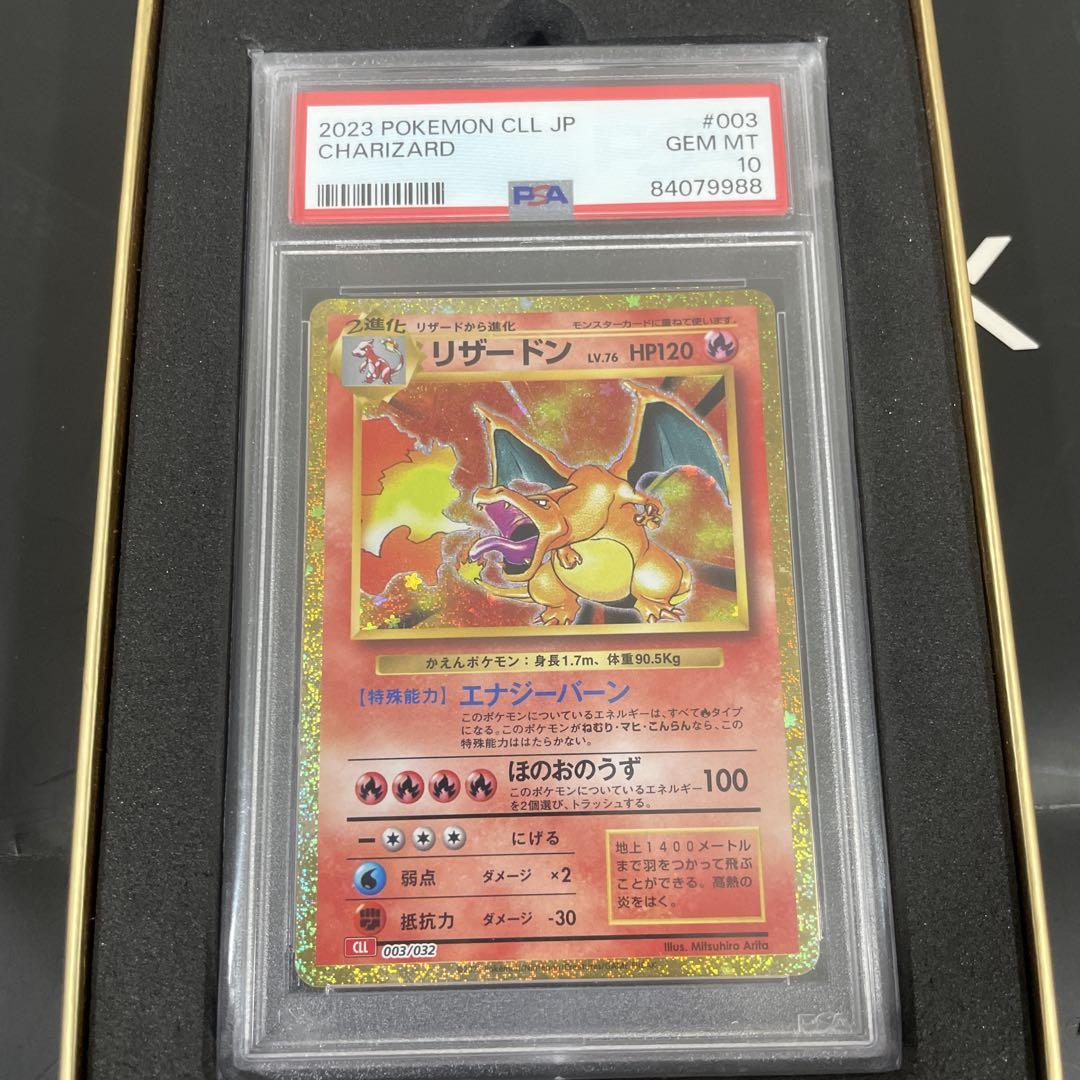 2023 POKEMON CLL JP #003
CHARIZARD GEM MT
10
PSA 84079988
2進化 リザードから進化 モンスターカードに重ねて使います。
リザードン LV.76 HP120
かえんポケモン：身長1.7m、体重90.5Kg
【特殊能力】エナジーバーン
このポケモンについているエネルギーは、すべてタイプ
になる。このポケモンがねむり・マヒ・こんらんなら、この
特殊能力ははたらかない。
ほのおのうず 100
このポケモンについているエネルギー
を2個選び、トラッシュする。
にげる
弱点 ダメージ ×2
抵抗力 ダメージ -30
地上1400メートル
まで羽をつかって飛ぶ
ことができる。高熱の
炎をはく。
CLL 003/032 Illus. Mitsuhiro Arita